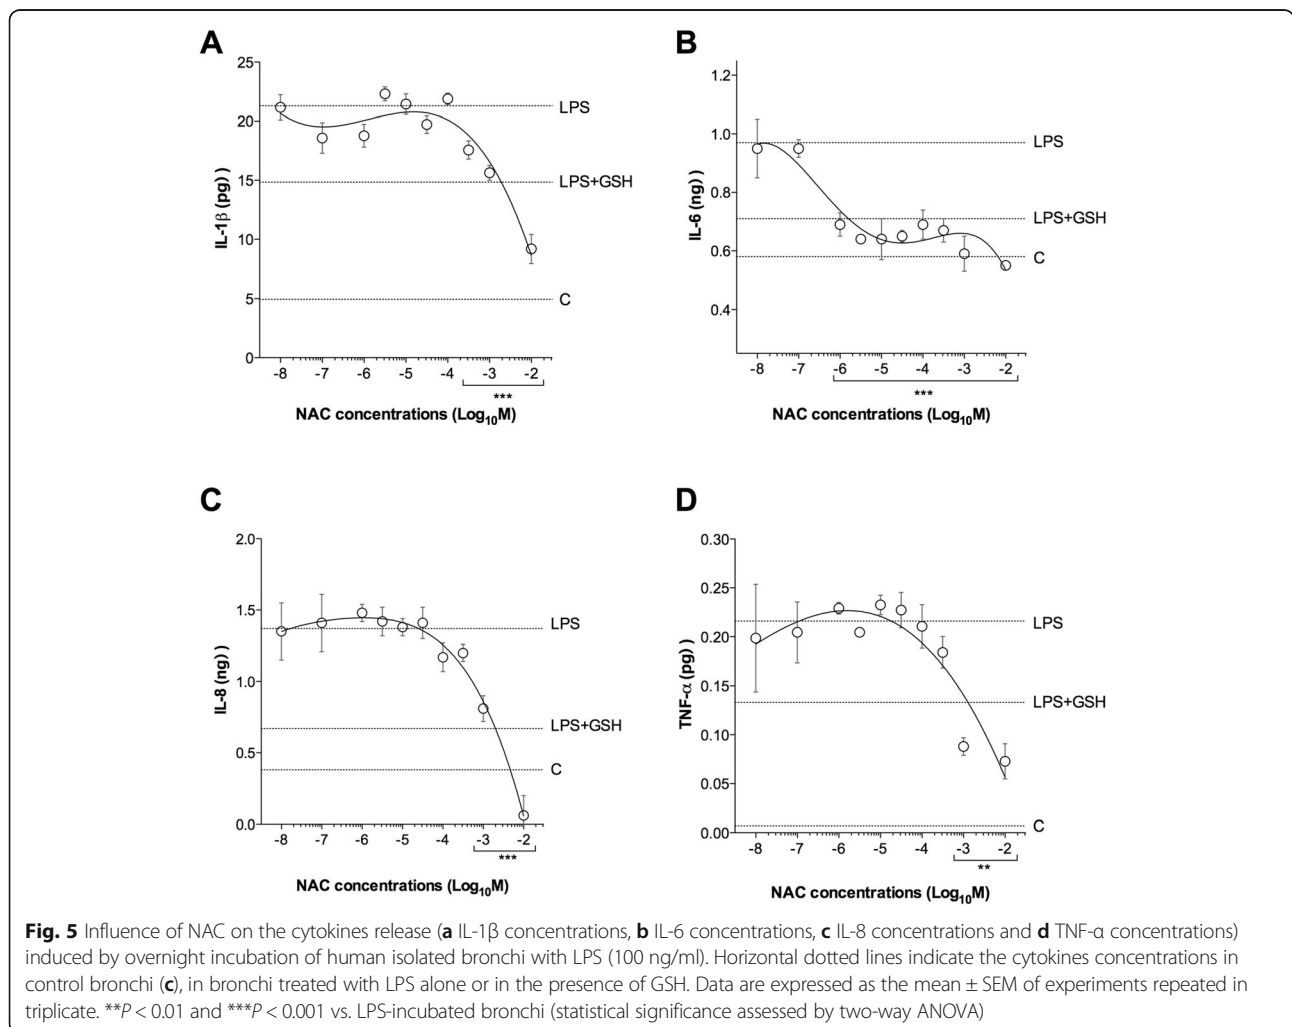 A
25
20
15
10
5
0
IL-1β (pg) )
LPS
LPS+GSH
C
-8 -7 -6 -5 -4 -3 -2
***
NAC concentrations (Log10M)
B
1.2
1.0
0.8
0.6
0.4
IL-6 (ng) )
LPS
LPS+GSH
C
-8 -7 -6 -5 -4 -3 -2
***
NAC concentrations (Log10M)
C
2.0
1.5
1.0
0.5
0.0
IL-8 (ng) )
LPS
LPS+GSH
C
-8 -7 -6 -5 -4 -3 -2
***
NAC concentrations (Log10M)
D
0.30
0.25
0.20
0.15
0.10
0.05
0.00
TNF-α (pg) )
LPS
LPS+GSH
C
-8 -7 -6 -5 -4 -3 -2
**
NAC concentrations (Log10M)
Fig. 5 Influence of NAC on the cytokines release (a IL-1β concentrations, b IL-6 concentrations, c IL-8 concentrations and d TNF-α concentrations)
induced by overnight incubation of human isolated bronchi with LPS (100 ng/ml). Horizontal dotted lines indicate the cytokines concentrations in
control bronchi (c), in bronchi treated with LPS alone or in the presence of GSH. Data are expressed as the mean ± SEM of experiments repeated in
triplicate. **P < 0.01 and ***P < 0.001 vs. LPS-incubated bronchi (statistical significance assessed by two-way ANOVA)